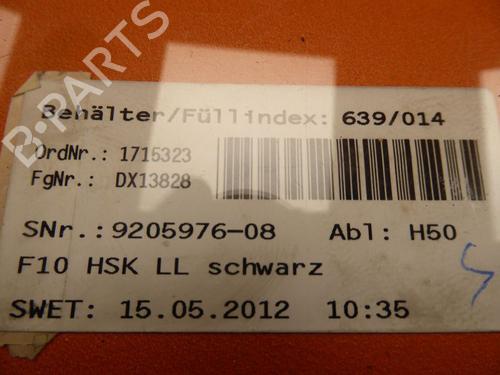 Behälter/Füllindex: 639/014
OrdNr.: 1715323
FgNr.: DX13828
SNr.:9205976-08 Abl: H50
F10 HSK LL schwarz
SWET: 15.05.2012 10:35
B-PARTS